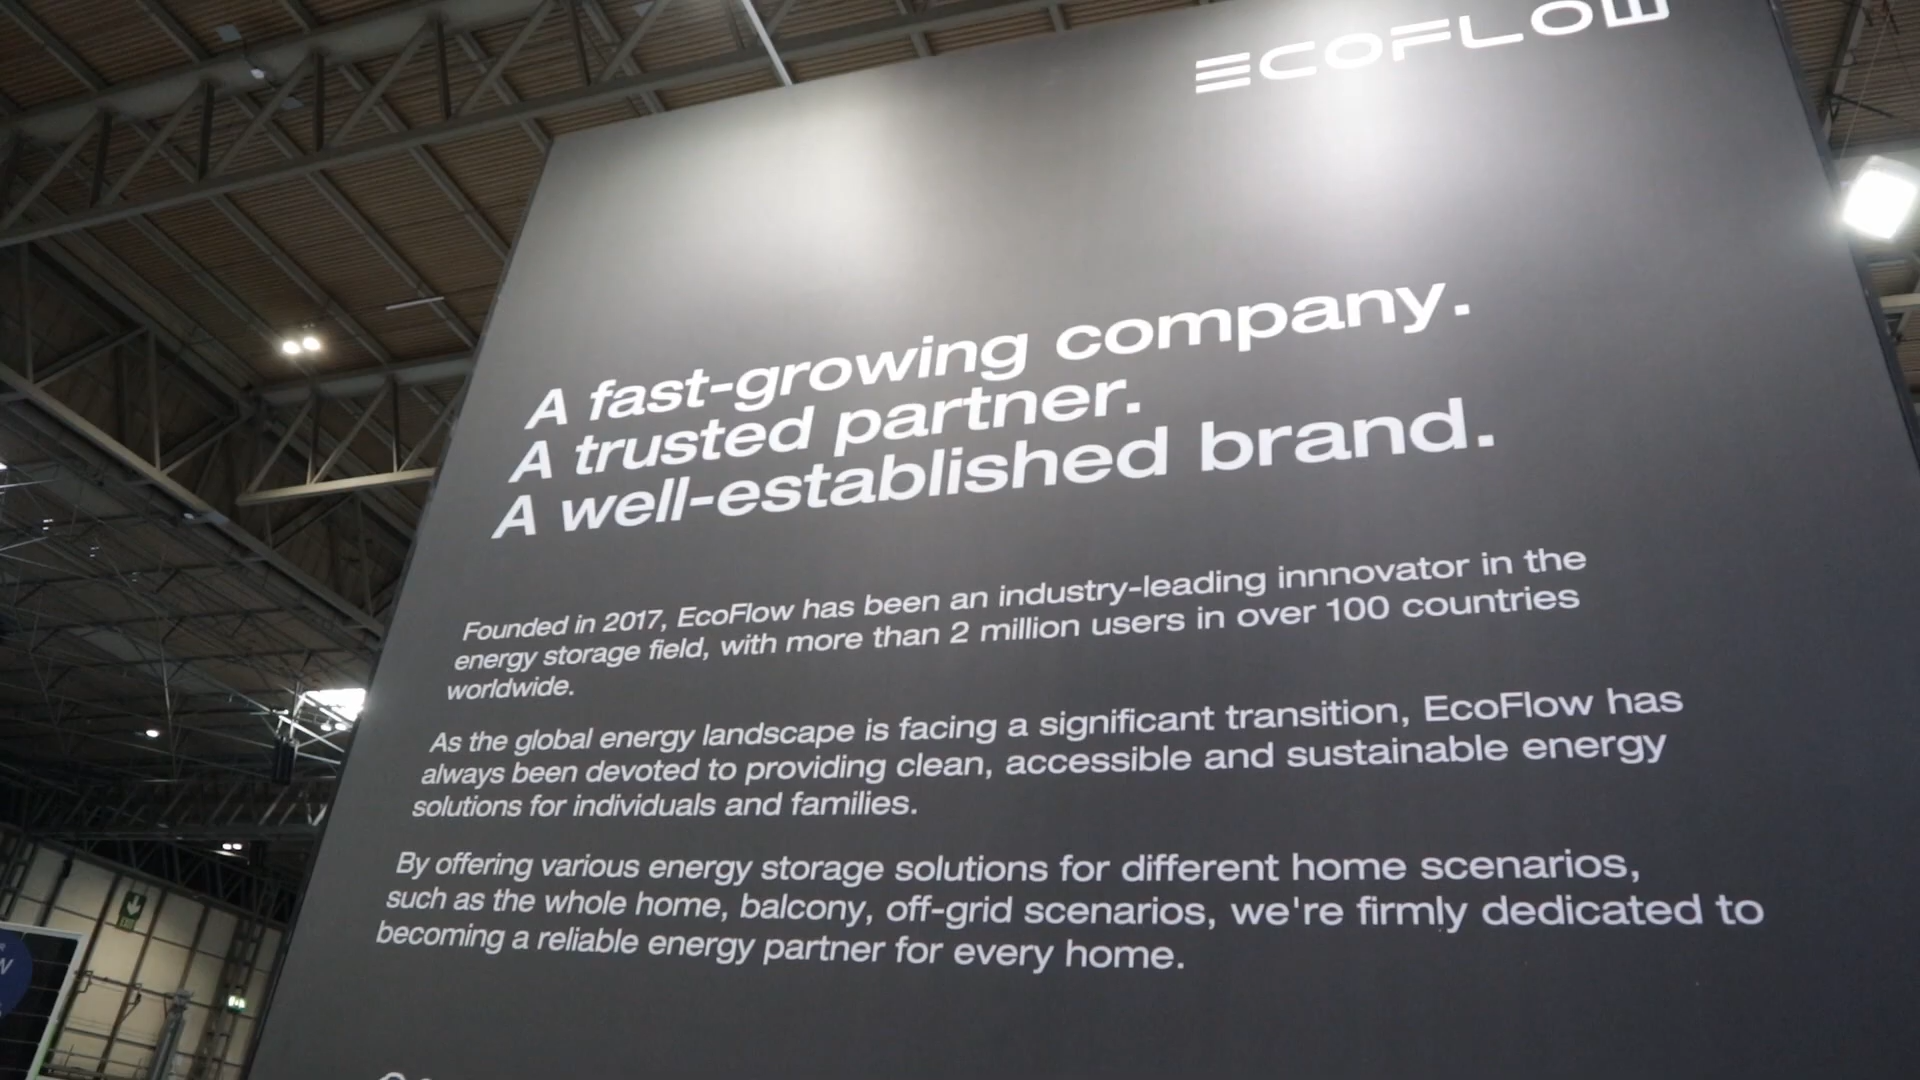 ECOFLOW
A fast-growing company.
A trusted partner.
A well-established brand.
Founded in 2017, EcoFlow has been an industry-leading innnovator in the
energy storage field, with more than 2 million users in over 100 countries
worldwide.
As the global energy landscape is facing a significant transition, EcoFlow has
always been devoted to providing clean, accessible and sustainable energy
solutions for individuals and families.
By offering various energy storage solutions for different home scenarios,
such as the whole home, balcony, off-grid scenarios, we're firmly dedicated to
becoming a reliable energy partner for every home.